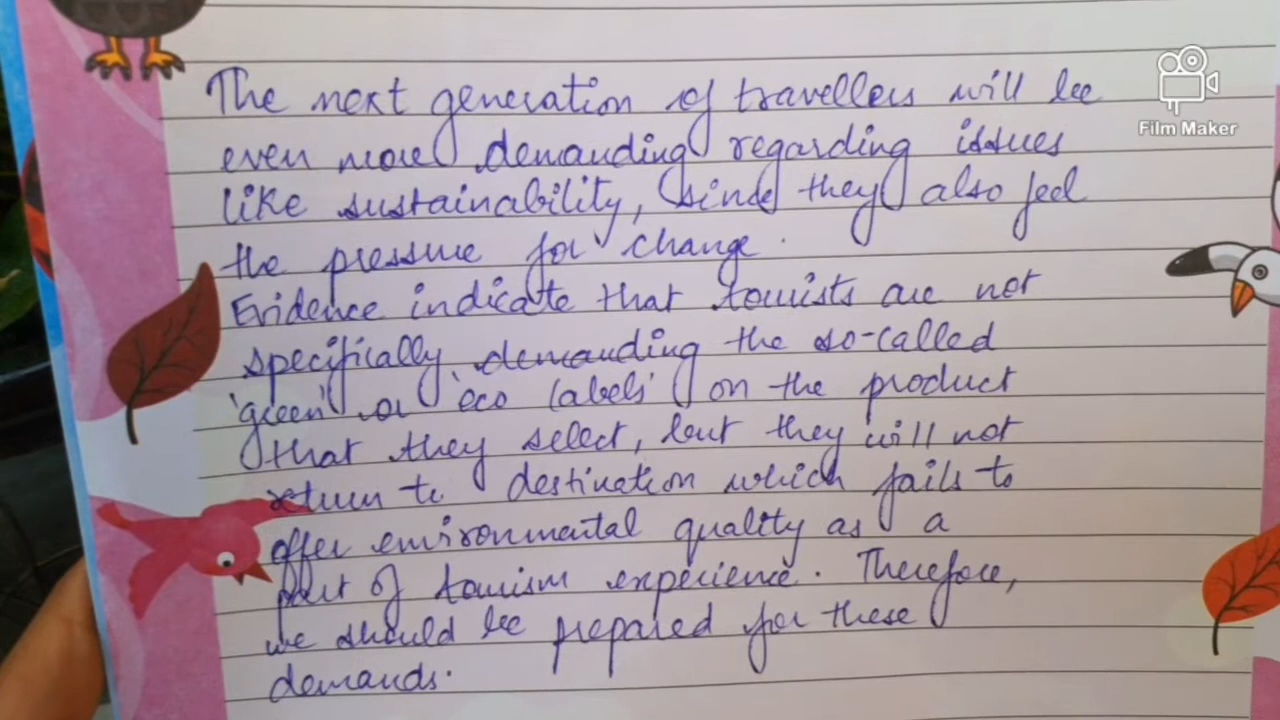 The next generation of travellers will be
even more demanding regarding issues
like sustainability, since they also feel
the pressure for change.
Evidence indicate that tourists are not
specifically demanding the so-called
'green' or 'eco labels' on the product
that they select, but they will not
return to destination which fails to
offer environmental quality as a
part of tourism experience. Therefore,
we should be prepared for these
demands.
Film Maker